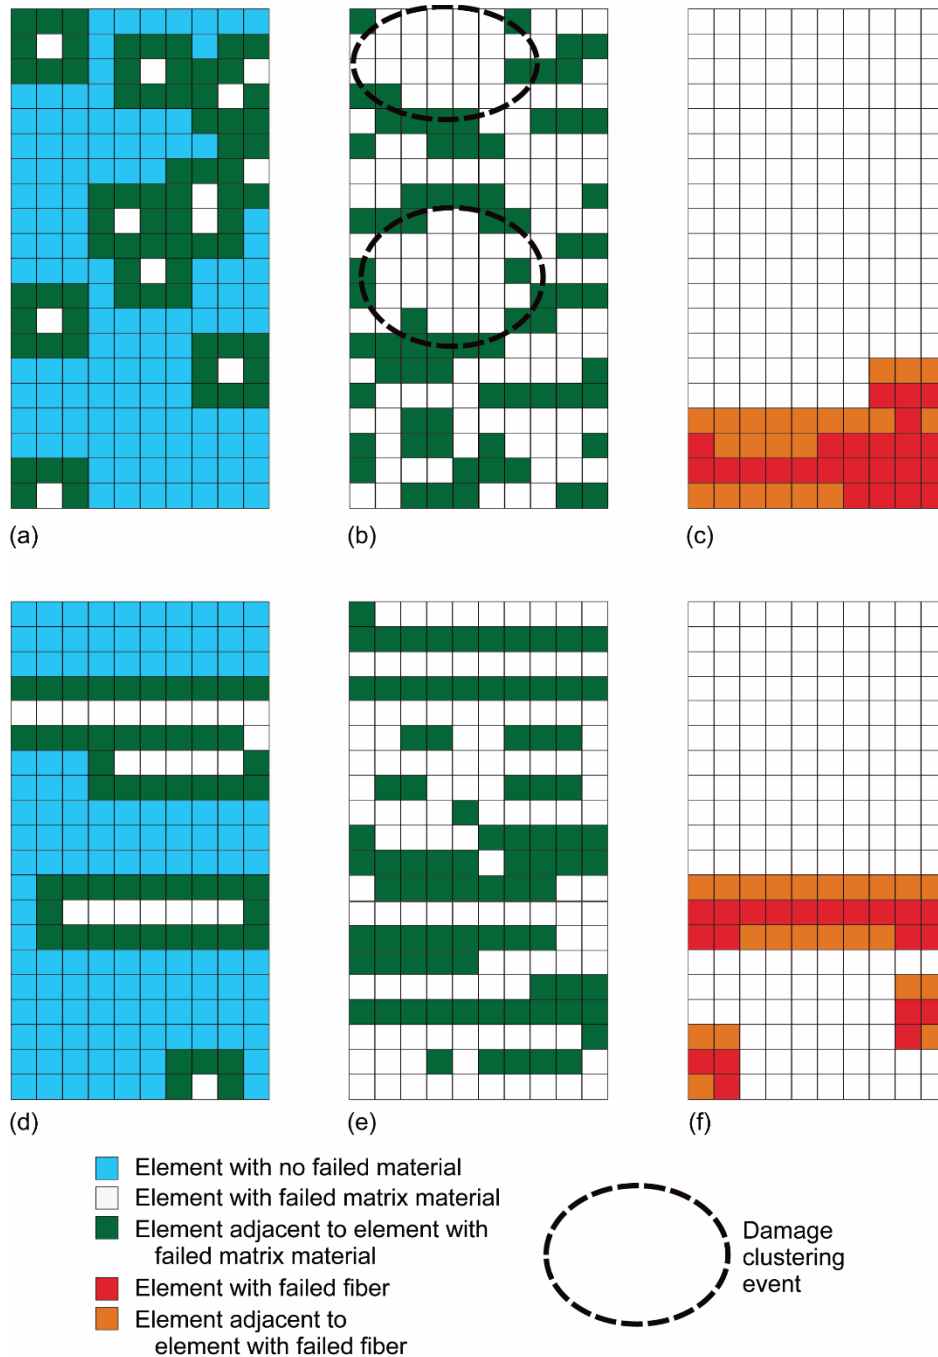 (a)
(b)
(c)
(d)
(e)
(f)
Element with no failed material
Element with failed matrix material
Element adjacent to element with
failed matrix material
Element with failed fiber
Element adjacent to
element with failed fiber
Damage
clustering
event